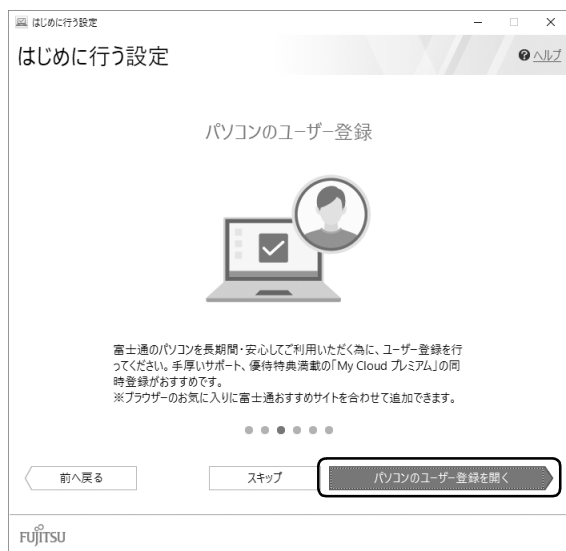 はじめに行う設定
はじめに行う設定
ヘルプ
パソコンのユーザー登録
富士通のパソコンを長期間・安心してご利用いただく為に、ユーザー登録を行
ってください。手厚いサポート、優待特典満載の「My Cloud プレミアム」の同
時登録がおすすめです。
※ブラウザーのお気に入りに富士通おすすめサイトを合わせて追加できます。
前へ戻る
スキップ
パソコンのユーザー登録を開く
FUJITSU